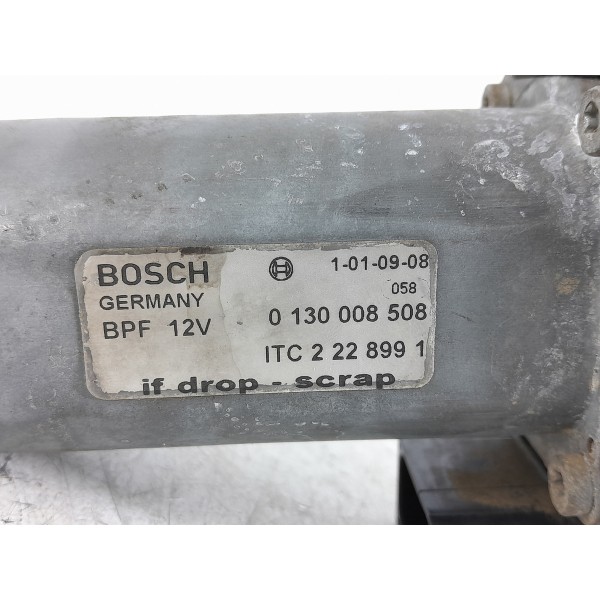 BOSCH 1-01-09-08
GERMANY 058
BPF 12V 0 130 008 508
ITC 2 22 899 1
if drop - scrap